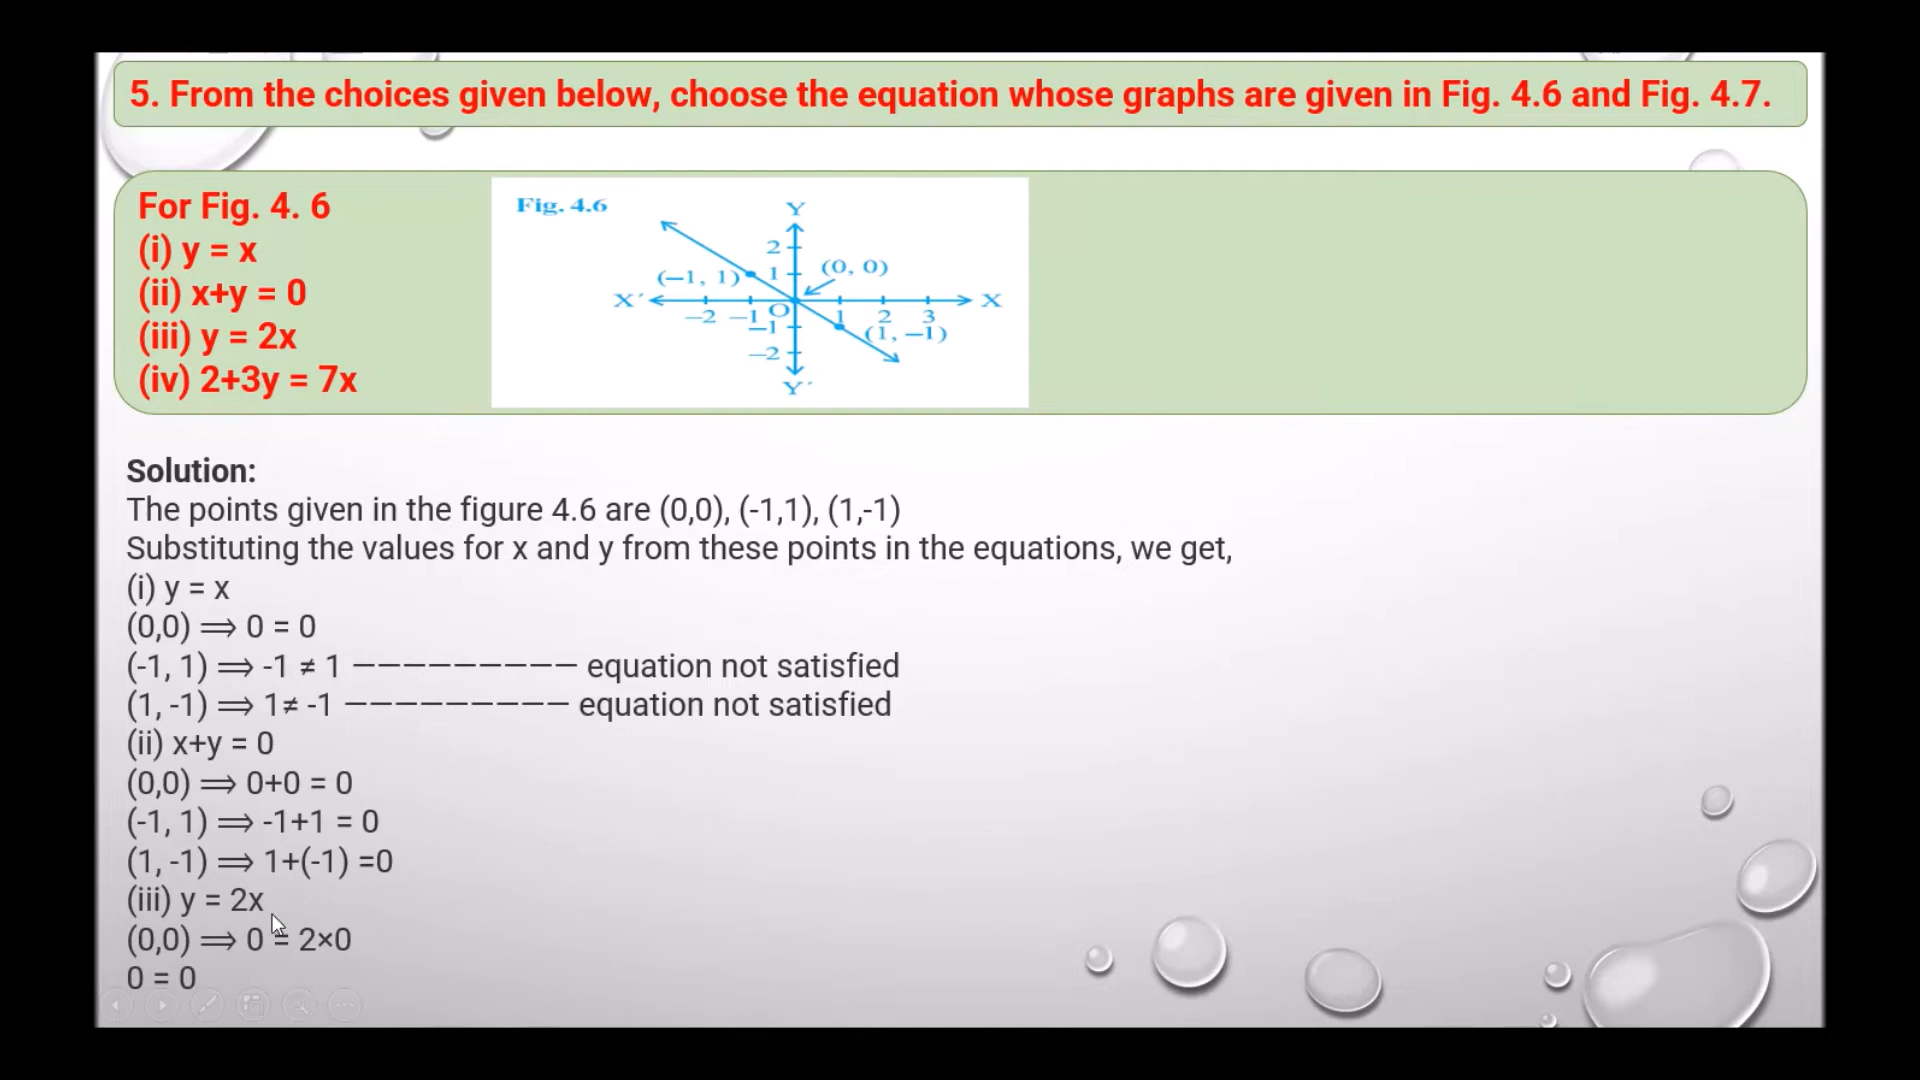 5. From the choices given below, choose the equation whose graphs are given in Fig. 4.6 and Fig. 4.7.
For Fig. 4. 6
(i) y = x
(ii) x+y = 0
(iii) y = 2x
(iv) 2+3y = 7x
Fig. 4.6
Y
2
(−1, 1)
1
(0, 0)
X′
X
−2 −1 O 1 2 3
−1
(1, −1)
−2
Y′
Solution:
The points given in the figure 4.6 are (0,0), (-1,1), (1,-1)
Substituting the values for x and y from these points in the equations, we get,
(i) y = x
(0,0) ⟹ 0 = 0
(-1, 1) ⟹ -1 ≠ 1 ————————— equation not satisfied
(1, -1) ⟹ 1≠ -1 ————————— equation not satisfied
(ii) x+y = 0
(0,0) ⟹ 0+0 = 0
(-1, 1) ⟹ -1+1 = 0
(1, -1) ⟹ 1+(-1) =0
(iii) y = 2x
(0,0) ⟹ 0 = 2×0
0 = 0